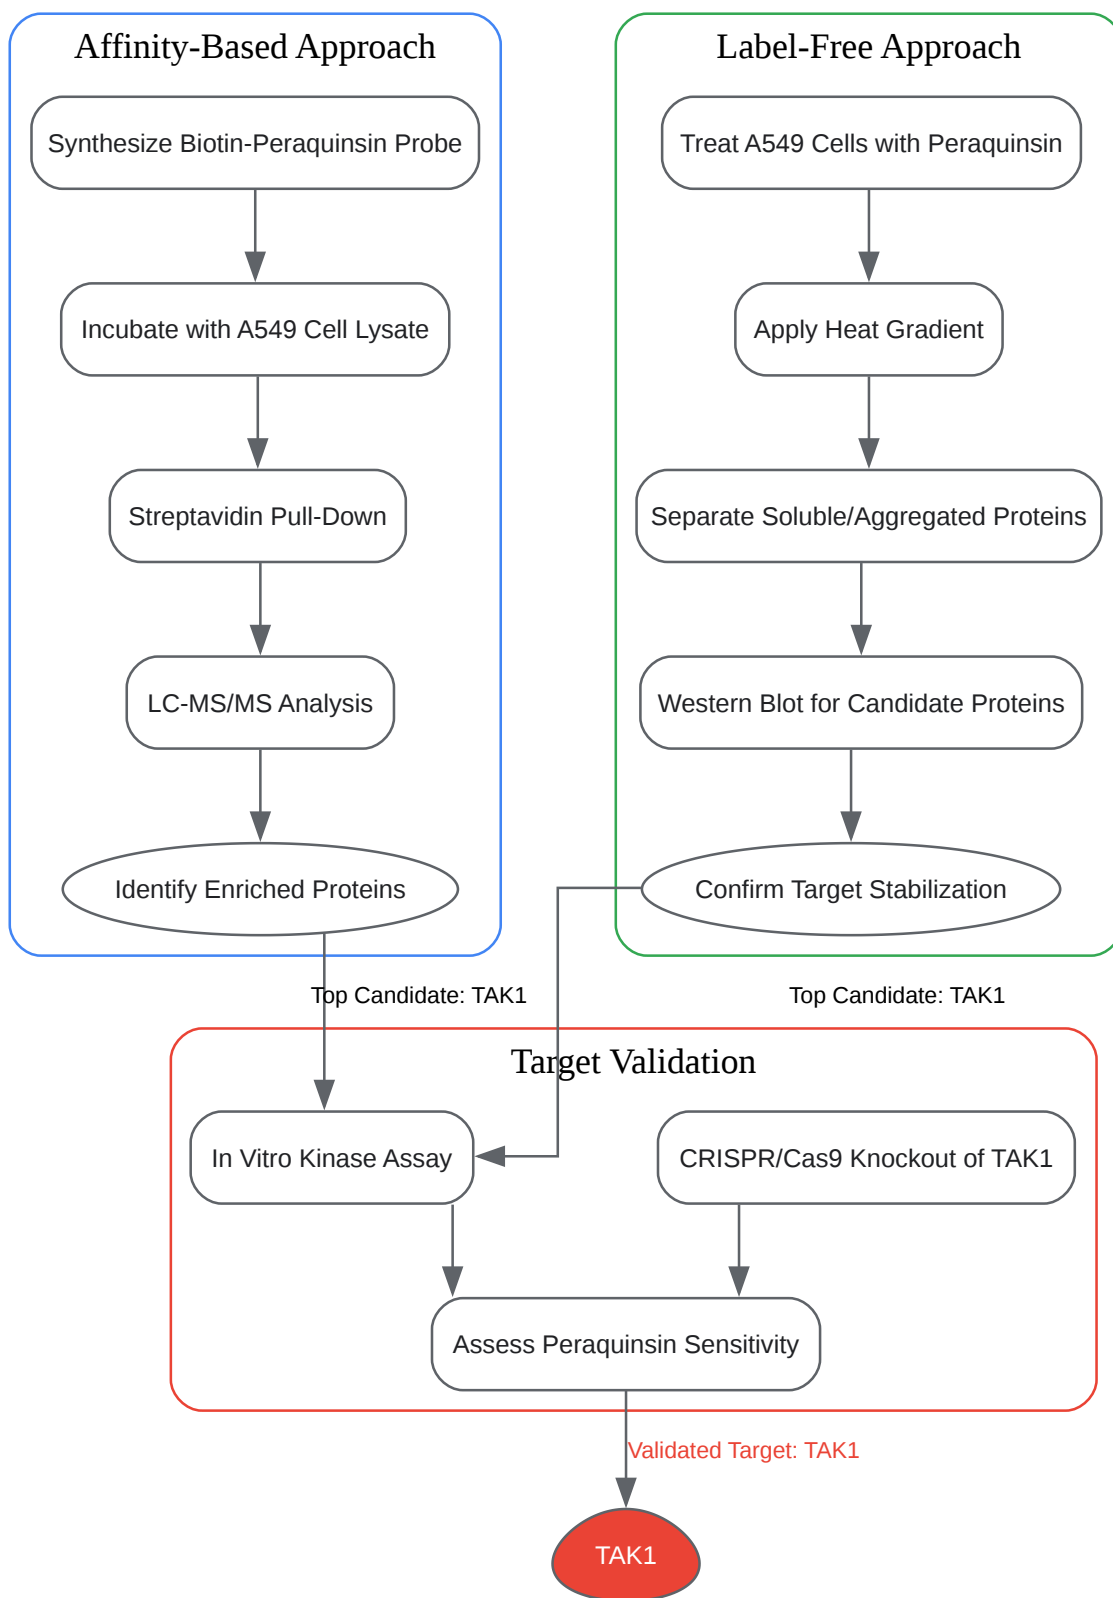 Affinity-Based Approach
Synthesize Biotin-Peraquinsin Probe
Incubate with A549 Cell Lysate
Streptavidin Pull-Down
LC-MS/MS Analysis
Identify Enriched Proteins
Top Candidate: TAK1
Label-Free Approach
Treat A549 Cells with Peraquinsin
Apply Heat Gradient
Separate Soluble/Aggregated Proteins
Western Blot for Candidate Proteins
Confirm Target Stabilization
Top Candidate: TAK1
Target Validation
In Vitro Kinase Assay
CRISPR/Cas9 Knockout of TAK1
Assess Peraquinsin Sensitivity
Validated Target: TAK1
TAK1